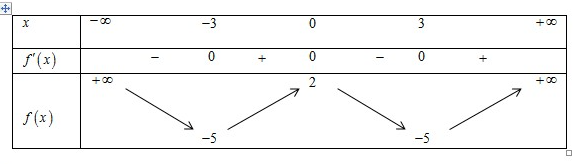 x −∞ −3 0 3 +∞
f′(x) − 0 + 0 − 0 +
+∞ 2 +∞
f(x)
−5 −5